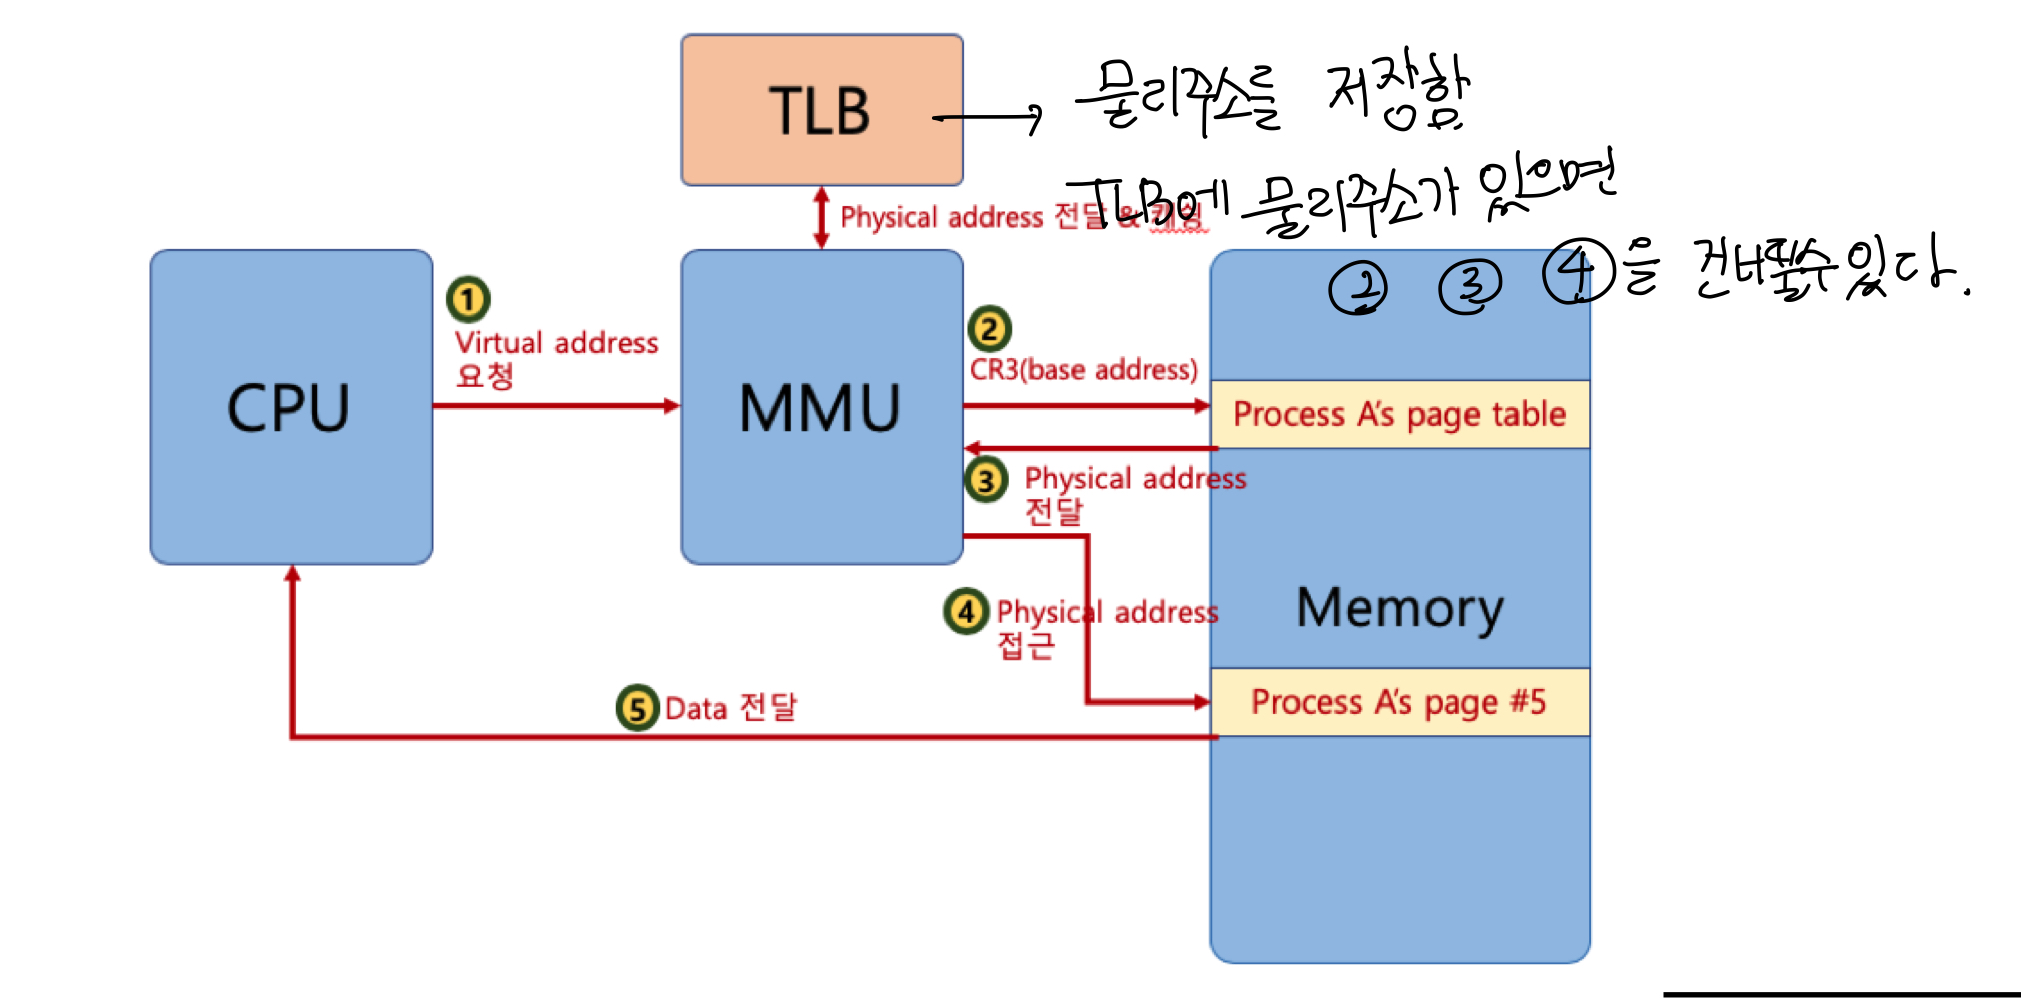 TLB
물리주소를 저장함
TLB에 물리주소가 있으면
② ③ ④을 건너뛸수있다.
Physical address 전달 & 캐싱
CPU
1
Virtual address
요청
MMU
2
CR3(base address)
Process A's page table
3
Physical address
전달
4
Physical address
접근
Memory
5
Data 전달
Process A's page #5